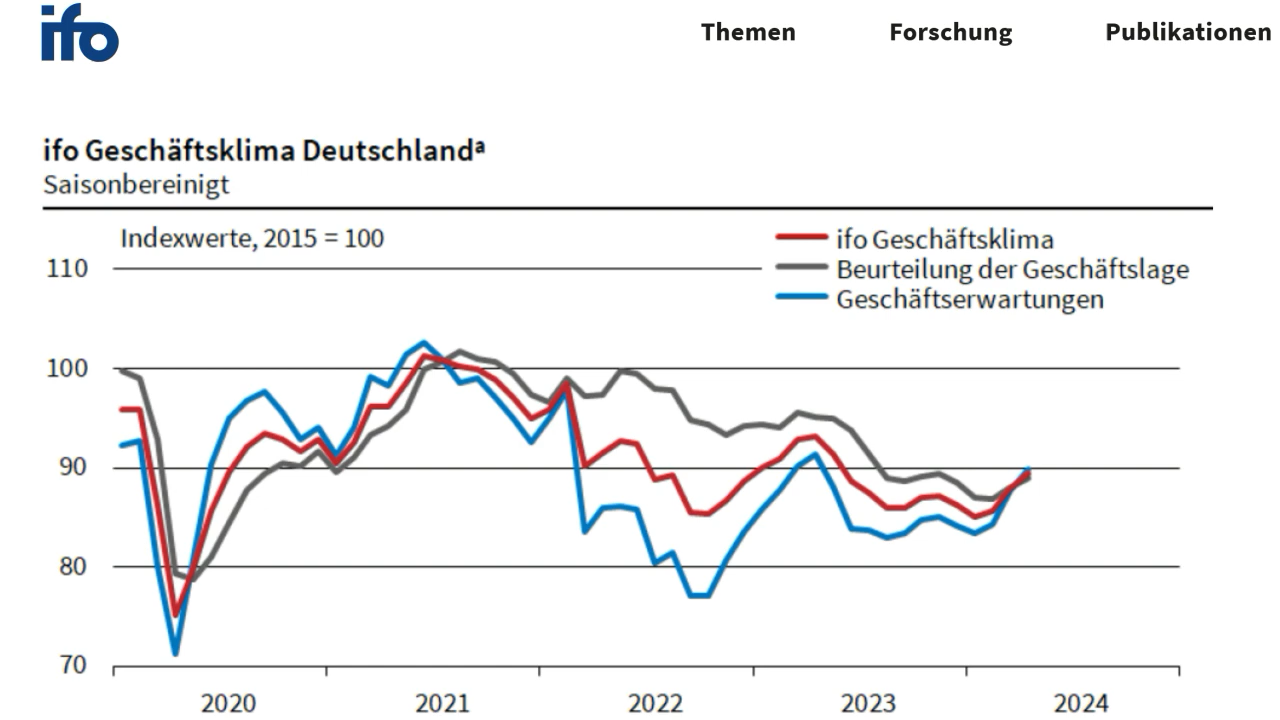 ifo
Themen Forschung Publikationen
ifo Geschäftsklima Deutschlandᵃ
Saisonbereinigt
Indexwerte, 2015 = 100
ifo Geschäftsklima
Beurteilung der Geschäftslage
Geschäftserwartungen
110
100
90
80
70
2020 2021 2022 2023 2024